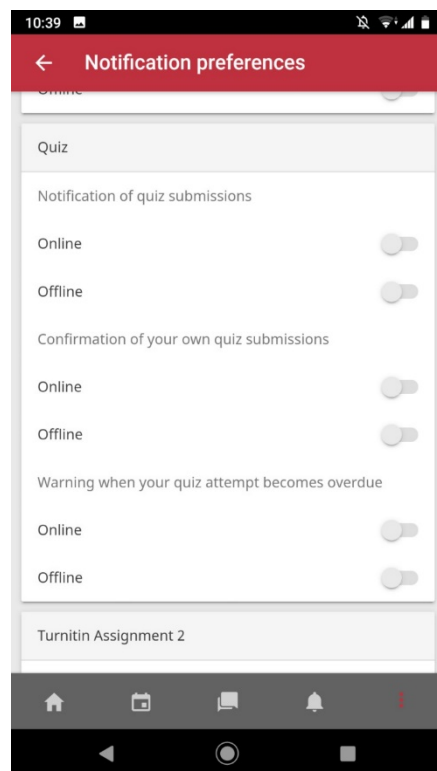 10:39
Notification preferences
Offline
Quiz
Notification of quiz submissions
Online
Offline
Confirmation of your own quiz submissions
Online
Offline
Warning when your quiz attempt becomes overdue
Online
Offline
Turnitin Assignment 2